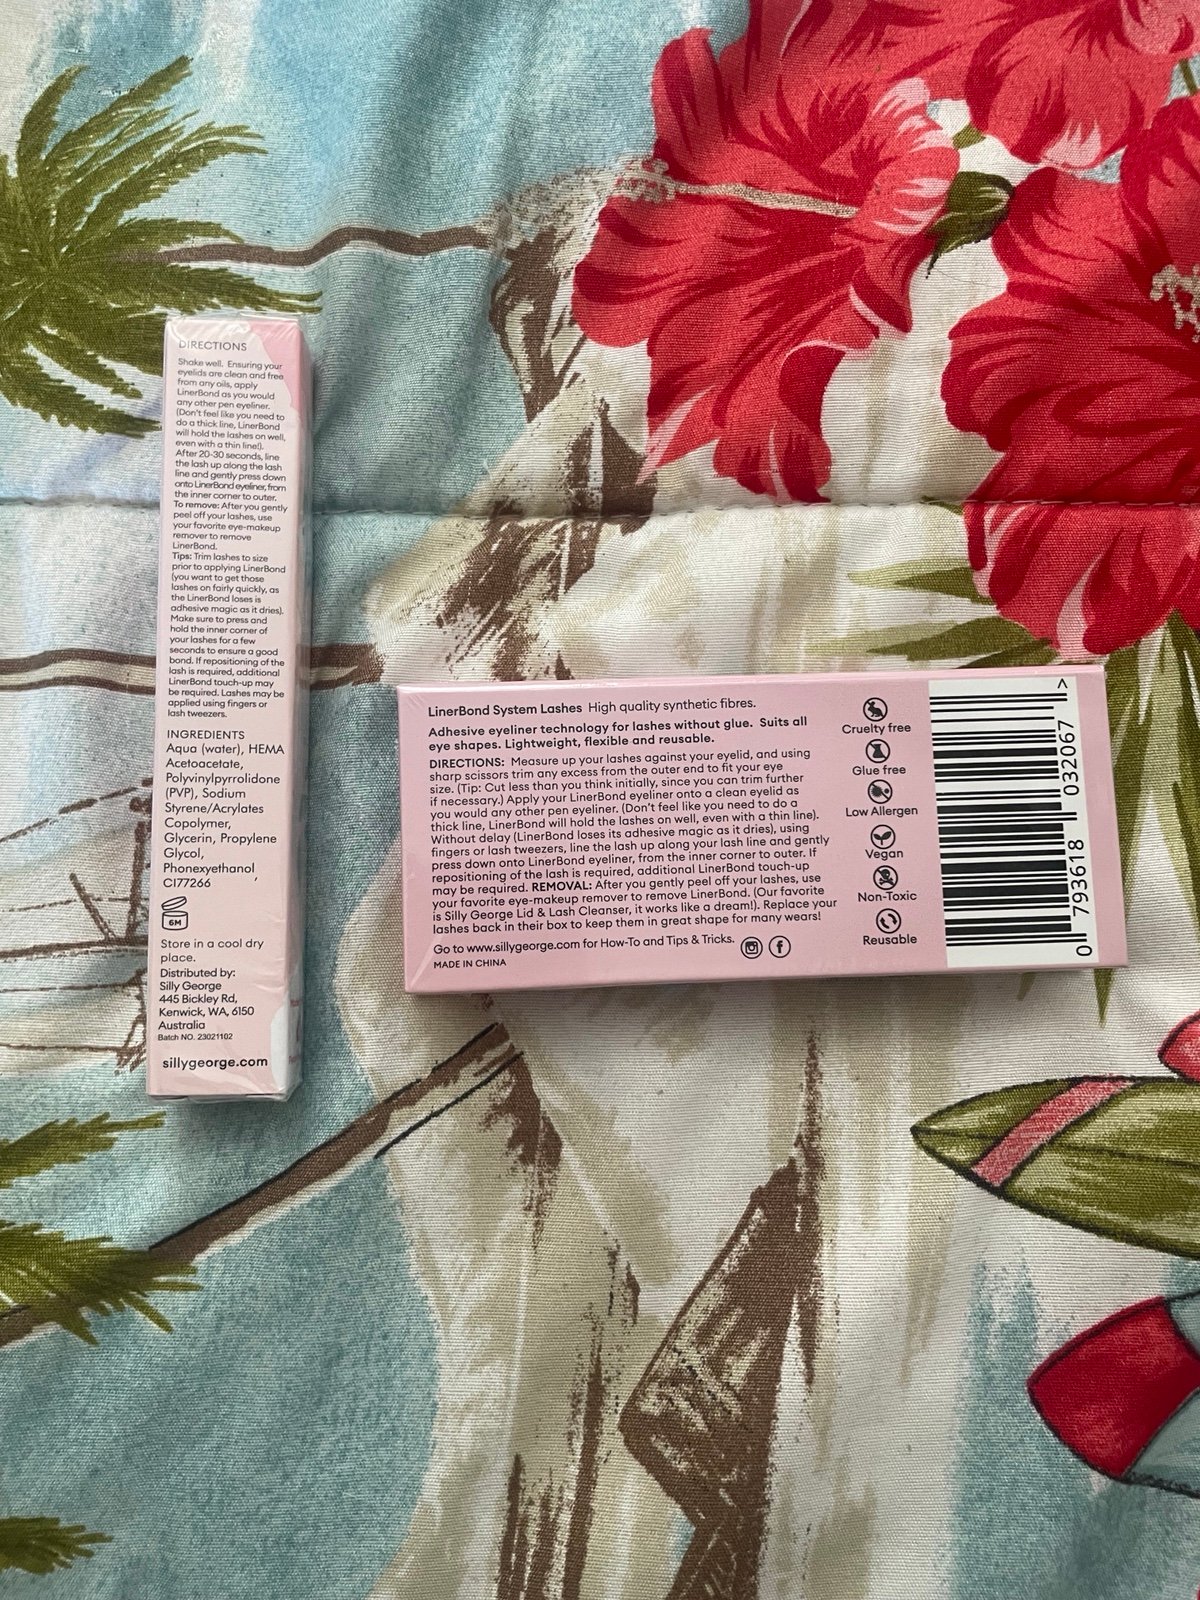 DIRECTIONS
Shake well. Ensuring your
eyelids are clean and free
from any oils, apply
LinerBond as you would
any other pen eyeliner.
(Don't feel like you need to
do a thick line, LinerBond
will hold the lashes on well,
even with a thin line!).
After 20-30 seconds, line
the lash up along the lash
line and gently press down
onto LinerBond eyeliner, from
the inner corner to outer.
To remove: After you gently
peel off your lashes, use
your favorite eye-makeup
remover to remove
LinerBond.
Tips: Trim lashes to size
prior to applying LinerBond
(you want to get those
lashes on fairly quickly, as
the LinerBond loses is
adhesive magic as it dries).
Make sure to press and
hold the inner corner of
your lashes for a few
seconds to ensure a good
bond. If repositioning of the
lash is required, additional
LinerBond touch-up may
be required. Lashes may be
applied using fingers or
lash tweezers.
INGREDIENTS
Aqua (water), HEMA
Acetoacetate,
Polyvinylpyrrolidone
(PVP), Sodium
Styrene/Acrylates
Copolymer,
Glycerin, Propylene
Glycol,
Phonexyethanol
CI77266
6M
Store in a cool dry
place.
Distributed by:
Silly George
445 Bickley Rd,
Kenwick, WA, 6150
Australia
Batch NO. 23021102
sillygeorge.com
LinerBond System Lashes High quality synthetic fibres.
Adhesive eyeliner technology for lashes without glue. Suits all
eye shapes. Lightweight, flexible and reusable.
DIRECTIONS: Measure up your lashes against your eyelid, and using
sharp scissors trim any excess from the outer end to fit your eye
size. (Tip: Cut less than you think initially, since you can trim further
if necessary.) Apply your LinerBond eyeliner onto a clean eyelid as
you would any other pen eyeliner. (Don't feel like you need to do a
thick line, LinerBond will hold the lashes on well, even with a thin line).
Without delay (LinerBond loses its adhesive magic as it dries), using
fingers or lash tweezers, line the lash up along your lash line and gently
press down onto LinerBond eyeliner, from the inner corner to outer. If
repositioning of the lash is required, additional LinerBond touch-up
may be required. REMOVAL: After you gently peel off your lashes, use
your favorite eye-makeup remover to remove LinerBond. (Our favorite
is Silly George Lid & Lash Cleanser, it works like a dream!). Replace your
lashes back in their box to keep them in great shape for many wears!
Go to www.sillygeorge.com for How-To and Tips & Tricks.
MADE IN CHINA
Cruelty free
Glue free
Low Allergen
Vegan
Non-Toxic
Reusable
0 793618 032067 >